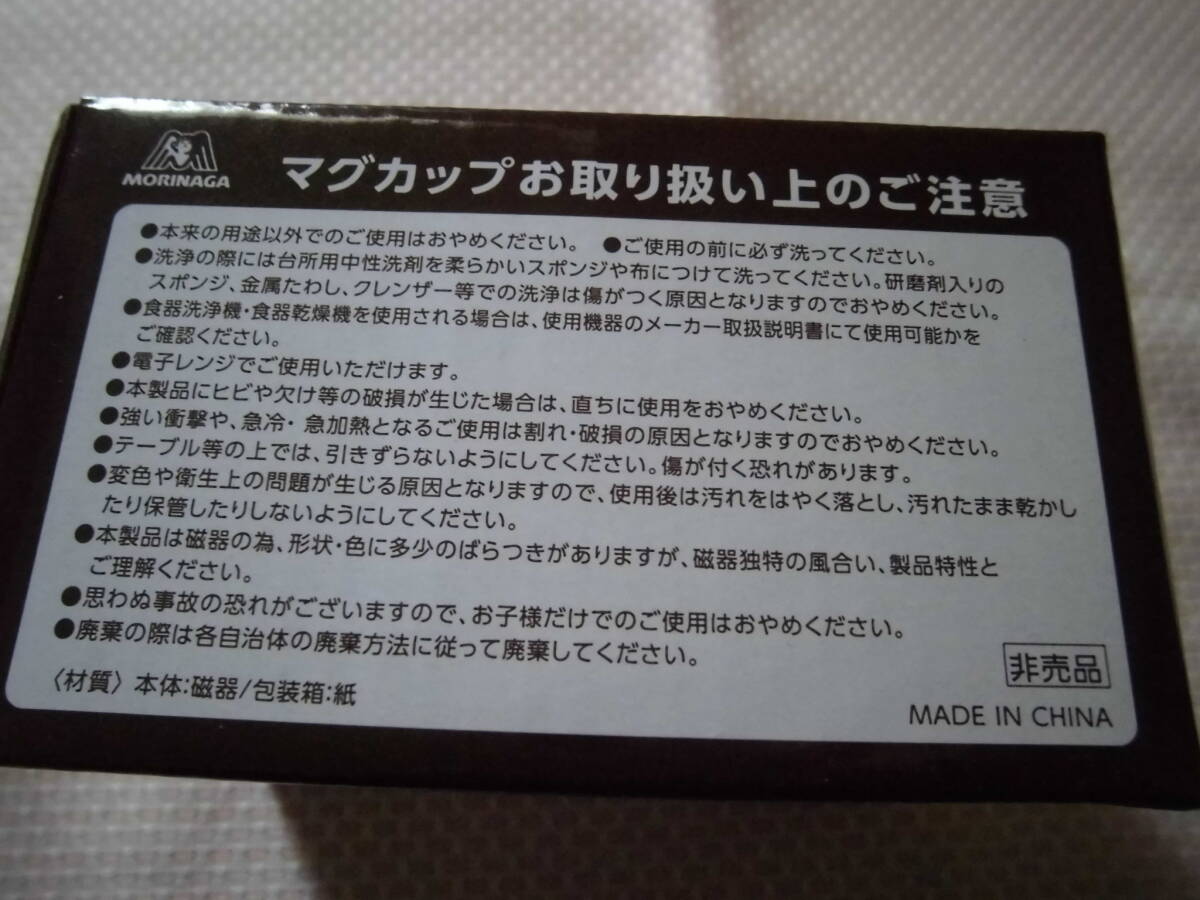 MORINAGA
マグカップお取り扱い上のご注意
●本来の用途以外でのご使用はおやめください。 ●ご使用の前に必ず洗ってください。
●洗浄の際には台所用中性洗剤を柔らかいスポンジや布につけて洗ってください。研磨剤入りの
スポンジ、金属たわし、クレンザー等での洗浄は傷がつく原因となりますのでおやめください。
●食器洗浄機・食器乾燥機を使用される場合は、使用機器のメーカー取扱説明書にて使用可能かを
ご確認ください。
●電子レンジでご使用いただけます。
●本製品にヒビや欠け等の破損が生じた場合は、直ちに使用をおやめください。
●強い衝撃や、急冷・急加熱となるご使用は割れ・破損の原因となりますのでおやめください。
●テーブル等の上では、引きずらないようにしてください。傷が付く恐れがあります。
●変色や衛生上の問題が生じる原因となりますので、使用後は汚れをはやく落とし、汚れたまま乾かし
たり保管したりしないようにしてください。
●本製品は磁器の為、形状・色に多少のばらつきがありますが、磁器独特の風合い、製品特性と
ご理解ください。
●思わぬ事故の恐れがございますので、お子様だけでのご使用はおやめください。
●廃棄の際は各自治体の廃棄方法に従って廃棄してください。
〈材質〉本体:磁器/包装箱:紙
非売品
MADE IN CHINA